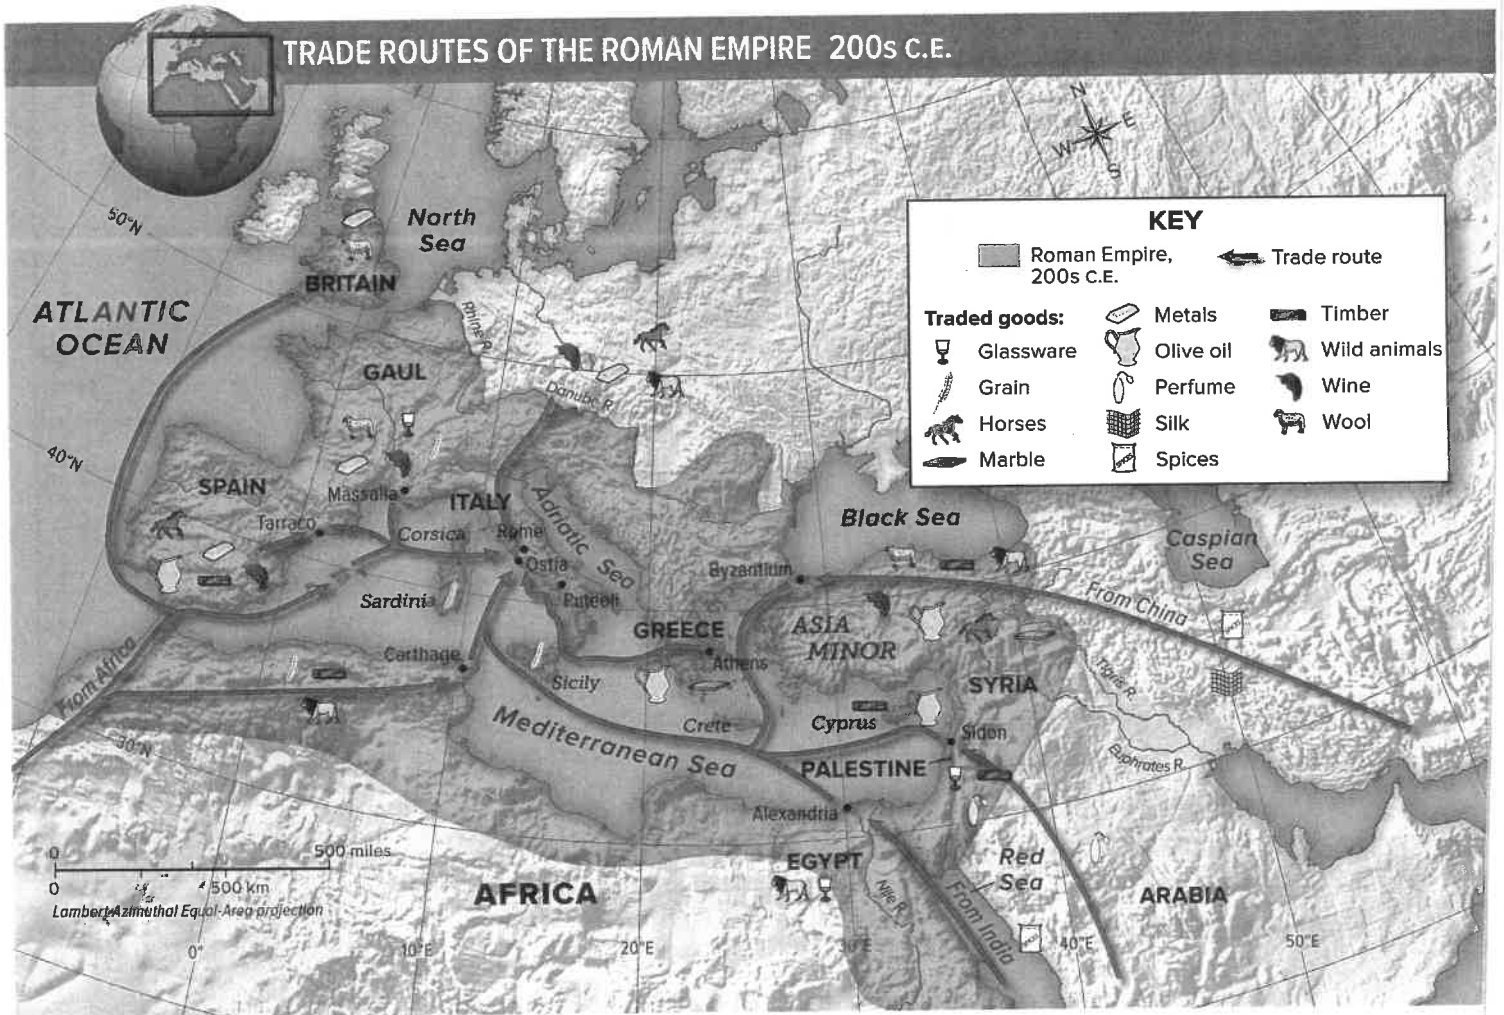 TRADE ROUTES OF THE ROMAN EMPIRE 200s C.E.
N
E
W
S
50°N
North
Sea
BRITAIN
ATLANTIC
OCEAN
KEY
Roman Empire,
200s C.E.
Trade route
Traded goods:
Glassware
Grain
Horses
Marble
Metals
Olive oil
Perfume
Silk
Spices
Timber
Wild animals
Wine
Wool
Rhine R.
GAUL
Danube R.
40°N
SPAIN
Massalia
ITALY
Adriatic Sea
Tarraco
Corsica
Rome
Ostia
Black Sea
Caspian
Sea
Byzantium
Sardinia
Puteoli
From China
GREECE
ASIA
MINOR
Carthage
Athens
From Africa
Tigris R.
Sicily
SYRIA
Mediterranean Sea
Crete
Cyprus
Sidon
30°N
Euphrates R.
PALESTINE
Alexandria
0
500 miles
0
500 km
Lambert Azimuthal Equal-Area projection
EGYPT
Red
Sea
AFRICA
Nile R.
From India
ARABIA
0°
10°E
20°E
30°E
40°E
50°E